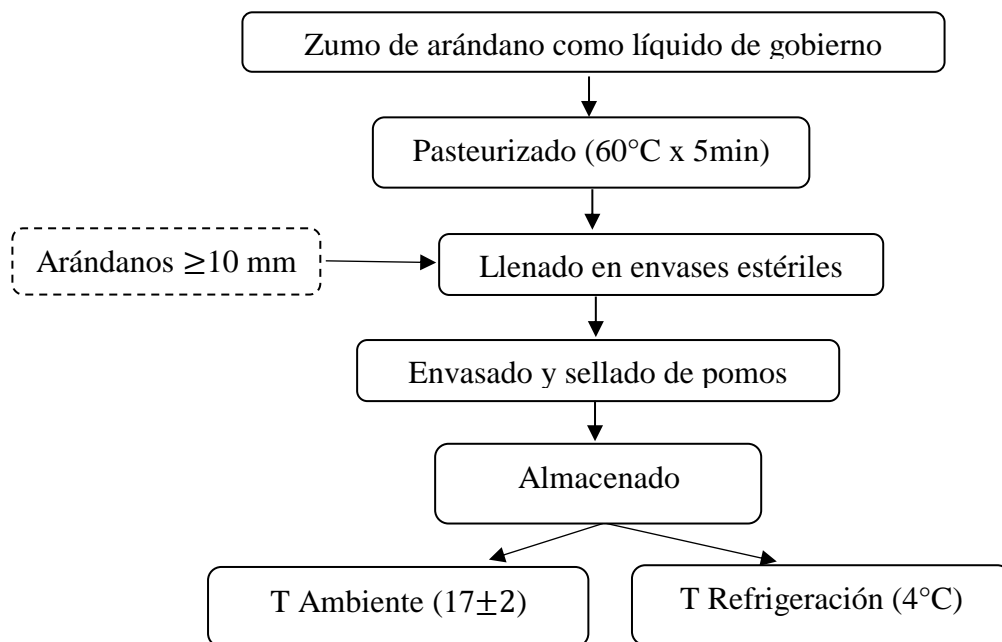 Zumo de arándano como líquido de gobierno
Pasteurizado (60°C x 5min)
Arándanos ≥10 mm
Llenado en envases estériles
Envasado y sellado de pomos
Almacenado
T Ambiente (17±2)
T Refrigeración (4°C)